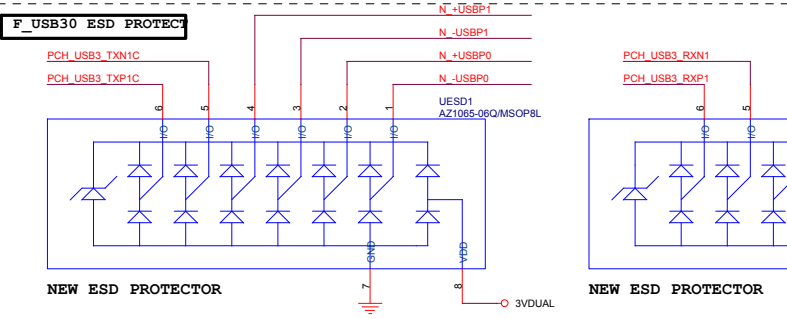 F_USB30 ESD PROTECT
N_+USBP1
N_-USBP1
N_+USBP0
N_-USBP0
PCH_USB3_TXN1C
PCH_USB3_TXP1C
PCH_USB3_RXN1
PCH_USB3_RXP1
UESD1
AZ1065-06Q/MSOP8L
6
5
4
3
2
1
6
5
I/O
I/O
I/O
I/O
I/O
I/O
I/O
I/O
GND
VDD
7
8
NEW ESD PROTECTOR
NEW ESD PROTECTOR
3VDUAL